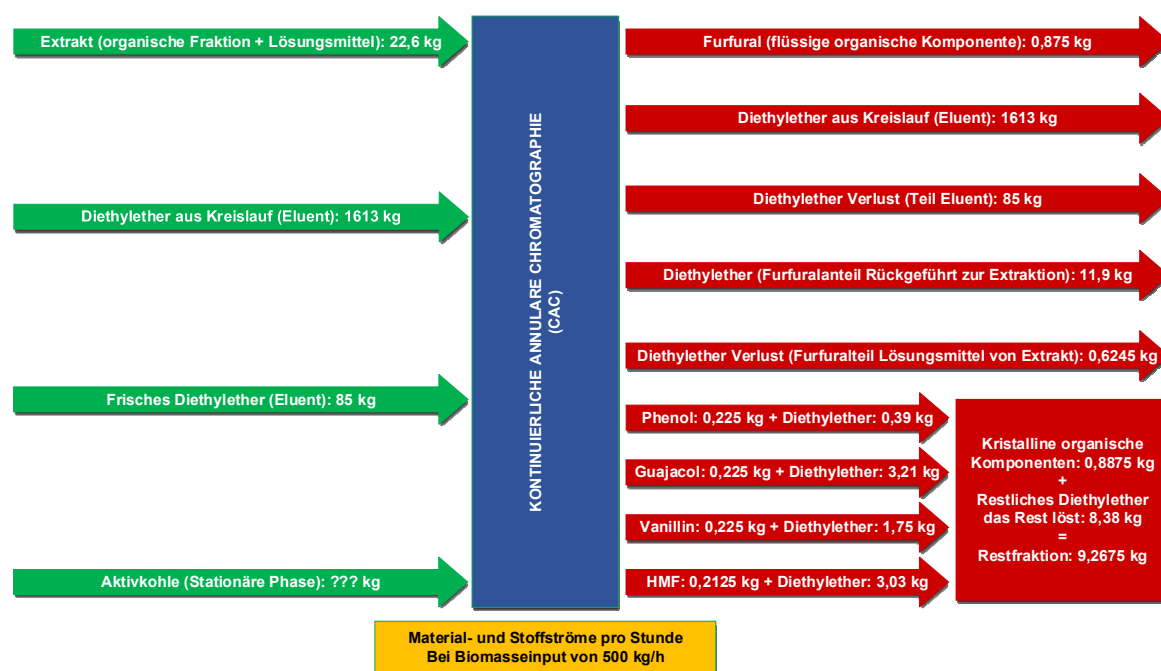 Extrakt (organische Fraktion + Lösungsmittel): 22,6 kg
Diethylether aus Kreislauf (Eluent): 1613 kg
Frisches Diethylether (Eluent): 85 kg
Aktivkohle (Stationäre Phase): ??? kg
KONTINUIERLICHE ANNULARE CHROMATOGRAPHIE
(CAC)
Furfural (flüssige organische Komponente): 0,875 kg
Diethylether aus Kreislauf (Eluent): 1613 kg
Diethylether Verlust (Teil Eluent): 85 kg
Diethylether (Furfuralanteil Rückgeführt zur Extraktion): 11,9 kg
Diethylether Verlust (Furfuralteil Lösungsmittel von Extrakt): 0,6245 kg
Phenol: 0,225 kg + Diethylether: 0,39 kg
Guajacol: 0,225 kg + Diethylether: 3,21 kg
Vanillin: 0,225 kg + Diethylether: 1,75 kg
HMF: 0,2125 kg + Diethylether: 3,03 kg
Kristalline organische
Komponenten: 0,8875 kg
+
Restliches Diethylether
das Rest löst: 8,38 kg
=
Restfraktion: 9,2675 kg
Material- und Stoffströme pro Stunde
Bei Biomasseinput von 500 kg/h